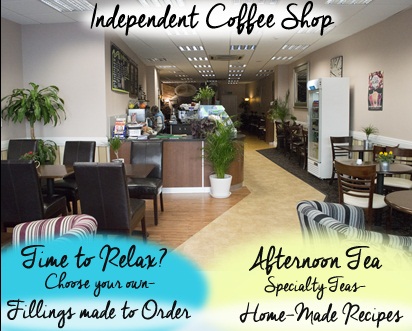 Independent Coffee Shop
Time to Relax?
Choose your own-
Fillings made to Order
Afternoon Tea
Specialty Teas-
Home-Made Recipes